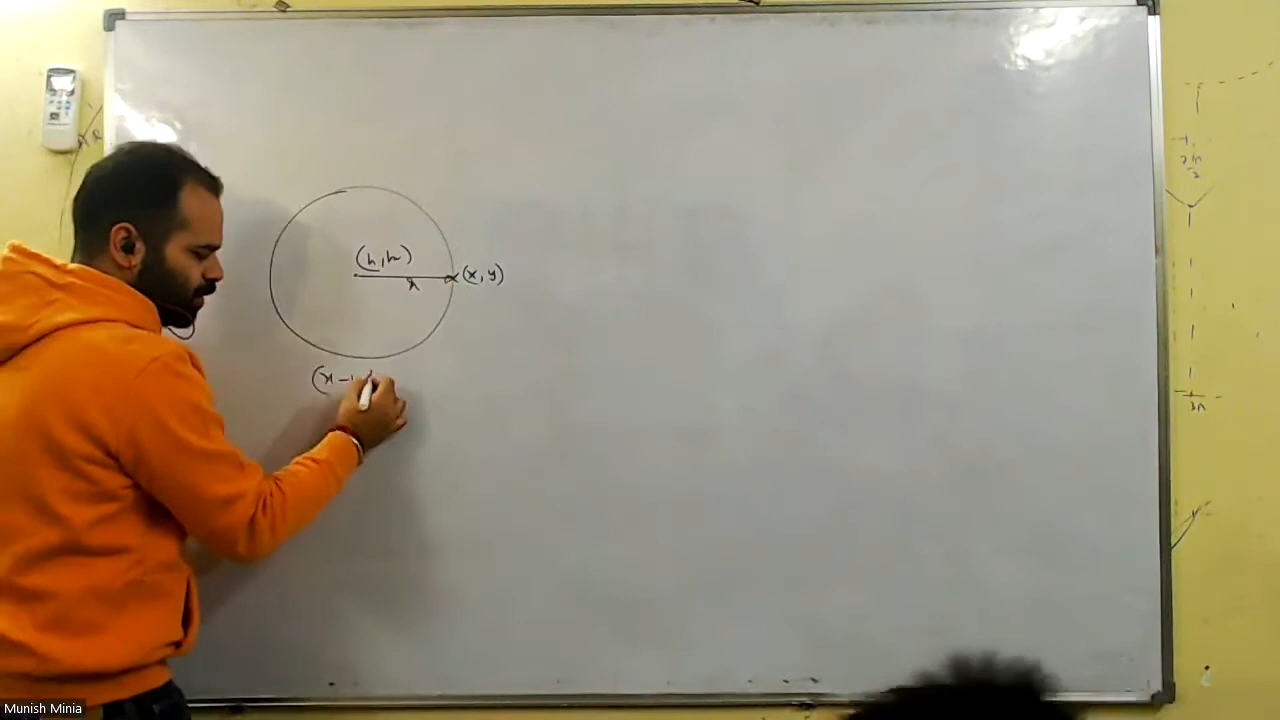 (h,k)
r
(x,y)
(x-h
Munish Minia